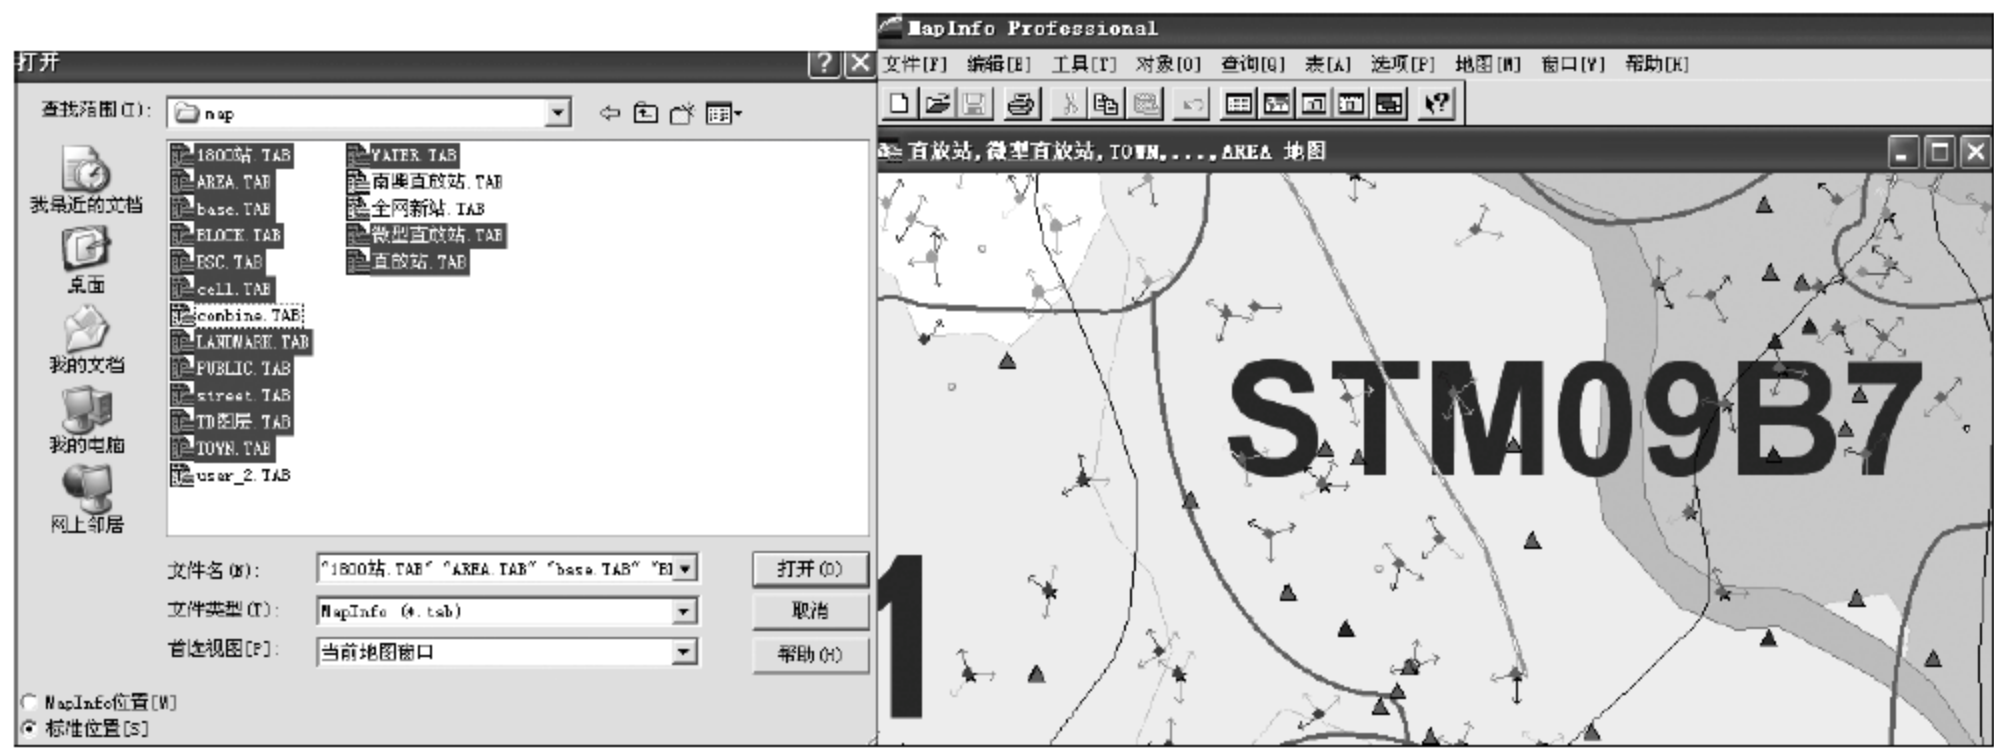 打开
查找范围(I):
map
我最近的文档
桌面
我的文档
我的电脑
网上邻居
1800站.TAB
AREA.TAB
base.TAB
BLOCK.TAB
BSC.TAB
cell.TAB
combine.TAB
LANDMARK.TAB
PUBLIC.TAB
street.TAB
TD图层.TAB
TOWN.TAB
user_2.TAB
WATER.TAB
南奥直放站.TAB
全网新站.TAB
微型直放站.TAB
直放站.TAB
文件名(N):
"1800站.TAB" "AREA.TAB" "base.TAB" "Bl
打开(O)
文件类型(T):
MapInfo (*.tab)
取消
首选视图[P]:
当前地图窗口
帮助(H)
MapInfo位置[M]
标准位置[S]
MapInfo Professional
文件[F] 编辑[E] 工具[T] 对象[O] 查询[Q] 表[A] 选项[P] 地图[M] 窗口[W] 帮助[H]
直放站,微型直放站,TOWN,...,AREA 地图
STM09B7
1